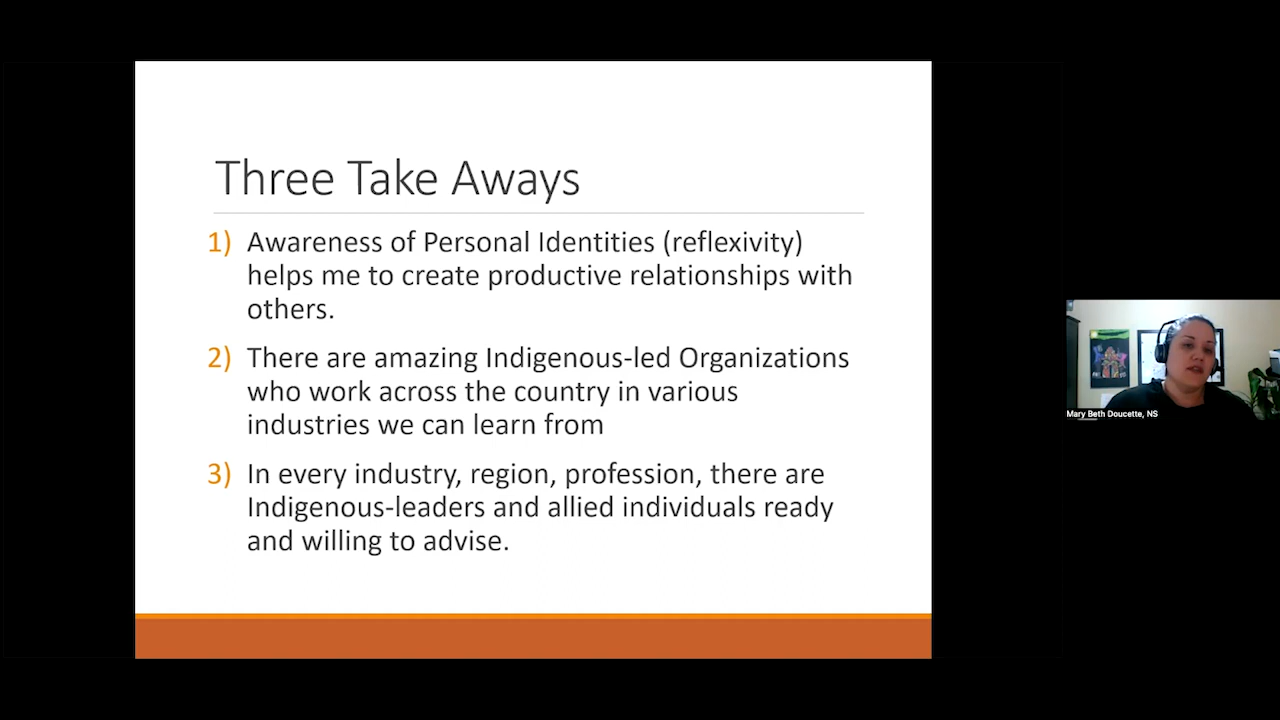 Three Take Aways
1) Awareness of Personal Identities (reflexivity)
helps me to create productive relationships with
others.
2) There are amazing Indigenous-led Organizations
who work across the country in various
industries we can learn from
3) In every industry, region, profession, there are
Indigenous-leaders and allied individuals ready
and willing to advise.
Mary Beth Doucette, NS